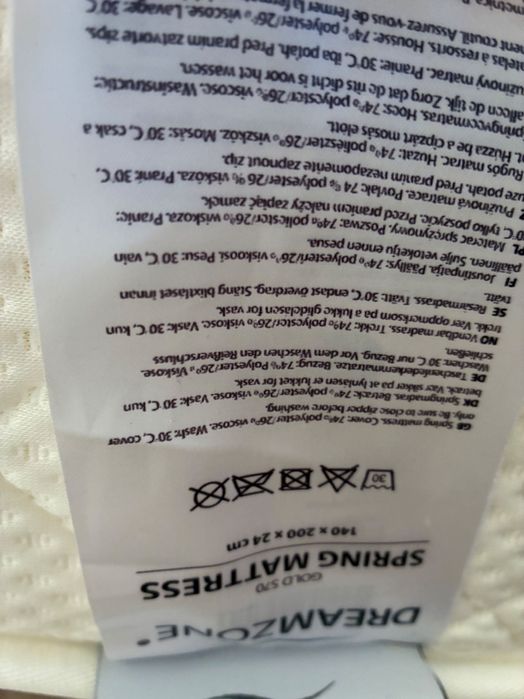 DREAMZONE®
GOLD S70
SPRING MATTRESS
140 x 200 x 24 cm
30
GB Spring mattress. Cover: 74% polyester/26% viscose. Wash: 30°C, cover
only. Be sure to close zipper before washing.
DK Springmadras. Betræk: 74% polyester/26% viskose. Vask: 30°C, kun
betræk. Vær sikker på at lynlåsen er lukket før vask.
DE Taschenfederkernmatratze. Bezug: 74% Polyester/26% Viskose.
Waschen: 30°C, nur Bezug. Vor dem Waschen den Reißverschluss
schließen.
NO Vendbar madrass. Trekk: 74% polyester/26% viskose. Vask: 30°C, kun
trekk. Vær oppmerksom på å lukke glidelåsen før vask.
SE Resårmadrass. Tvätt: 30°C, endast överdrag. Stäng blixtlåset innan
tvätt.
FI Joustinpatja. Päällys: 74% polyesteri/26% viskoosi. Pesu: 30°C, vain
päällinen. Sulje vetoketju ennen pesua.
PL Materac sprężynowy. Poszwa: 74% poliester/26% wiskoza. Pranie:
30°C, tylko poszycie. Przed praniem należy zapiąć zamek.
Pružinová matrace. Povlak: 74 % polyester/26 % viskóza. Praní: 30°C,
pouze potah. Před praním nezapomeňte zapnout zip.
Rugós matrac. Huzat: 74% poliészter/26% viszkóz. Mosás: 30°C csak a
Húzza be a cipzárt mosás előtt.
Springveermatras. Hoes: 74% polyester/26% viscose. Wasinstructie:
alleen de tijk. Zorg dat de rits dicht is voor het wassen.
matrac. Pranie: 30°C, iba poťah. Pred praním zatvorte zips.
à ressorts. Housse: 74% polyester/26% viscose. Lavage: 30°C
coutil. Assurez-vous de fermer la